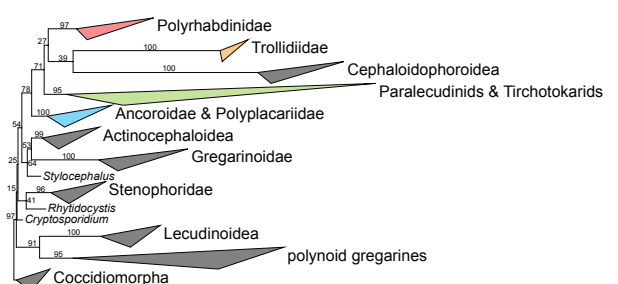 97
Polyrhabdinidae
27
100
Trollidiidae
39
71
100
Cephaloidophoroidea
78
95
Paralecudinids & Tirchotokarids
100
Ancoroidae & Polyplacariidae
54
99
Actinocephaloidea
53
100
Gregarinoidae
25
64
Stylocephalus
15
96
Stenophoridae
41
Rhytidocystis
97
Cryptosporidium
100
Lecudinoidea
91
95
polynoid gregarines
Coccidiomorpha